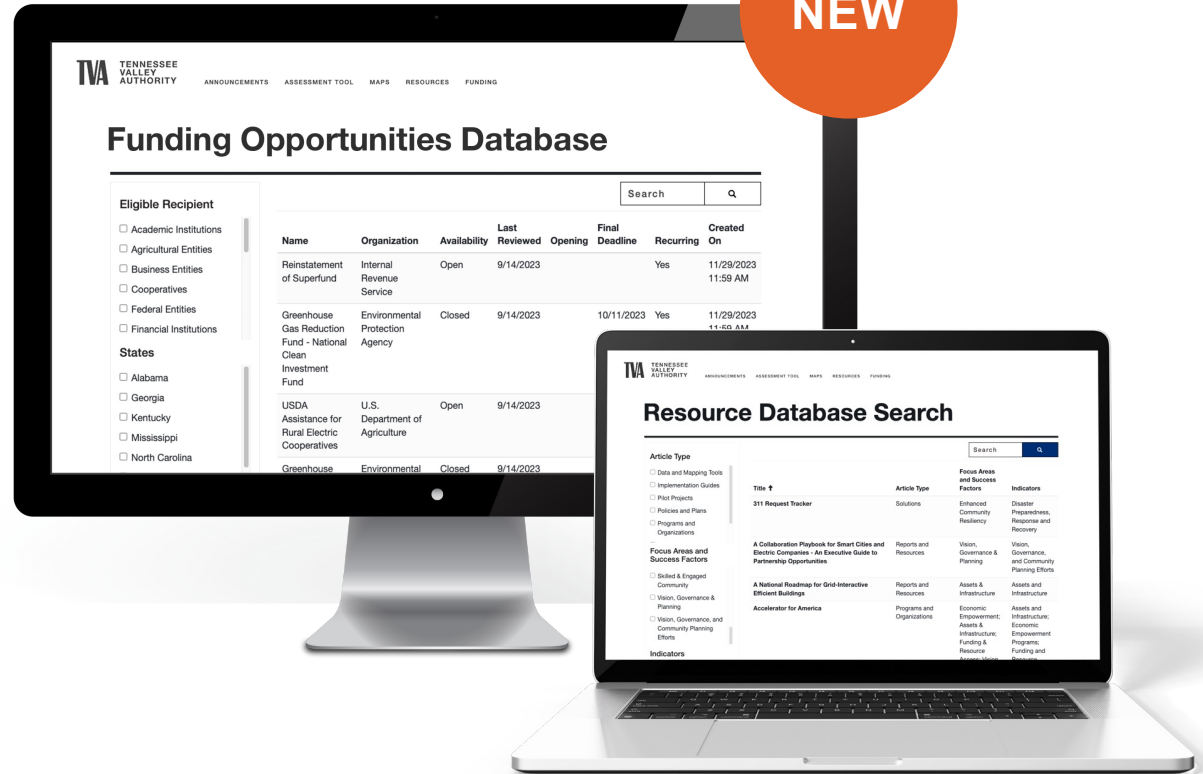 NEW
TVA
TENNESSEE
VALLEY
AUTHORITY
ANNOUNCEMENTS ASSESSMENT TOOL MAPS RESOURCES FUNDING
Funding Opportunities Database
Search
Eligible Recipient
Academic Institutions
Agricultural Entities
Business Entities
Cooperatives
Federal Entities
Financial Institutions
States
Alabama
Georgia
Kentucky
Mississippi
North Carolina
Name Organization Availability Last Reviewed Opening Final Deadline Recurring Created On
Reinstatement Internal Open 9/14/2023 Yes 11/29/2023
of Superfund Revenue 11:59 AM
Service
Greenhouse Environmental Closed 9/14/2023 10/11/2023 Yes 11/29/2023
Gas Reduction Protection 11:59 AM
Fund - National Agency
Clean
Investment
Fund
USDA U.S. Open 9/14/2023
Assistance for Department of
Rural Electric Agriculture
Cooperatives
Greenhouse Environmental Closed 9/14/2023
TVA
TENNESSEE
VALLEY
AUTHORITY
ANNOUNCEMENTS ASSESSMENT TOOL MAPS RESOURCES FUNDING
Resource Database Search
Search
Article Type
Data and Mapping Tools
Implementation Guides
Pilot Projects
Policies and Plans
Programs and
Organizations
Focus Areas and
Success Factors
Skilled & Engaged
Community
Vision, Governance &
Planning
Vision, Governance, and
Community Planning
Efforts
Indicators
Title ↑ Article Type Focus Areas and Success Factors Indicators
311 Request Tracker Solutions Enhanced Disaster
Community Preparedness,
Resiliency Response and
Recovery
A Collaboration Playbook for Smart Cities and Reports and Vision, Vision,
Electric Companies - An Executive Guide to Resources Governance & Governance,
Partnership Opportunities Planning and Community
Planning Efforts
A National Roadmap for Grid-Interactive Reports and Assets & Assets and
Efficient Buildings Resources Infrastructure Infrastructure
Accelerator for America Programs and Economic Assets and
Organizations Empowerment; Infrastructure;
Assets & Economic
Infrastructure; Empowerment
Funding & Programs;
Resource Funding and
Access; Vision Resource